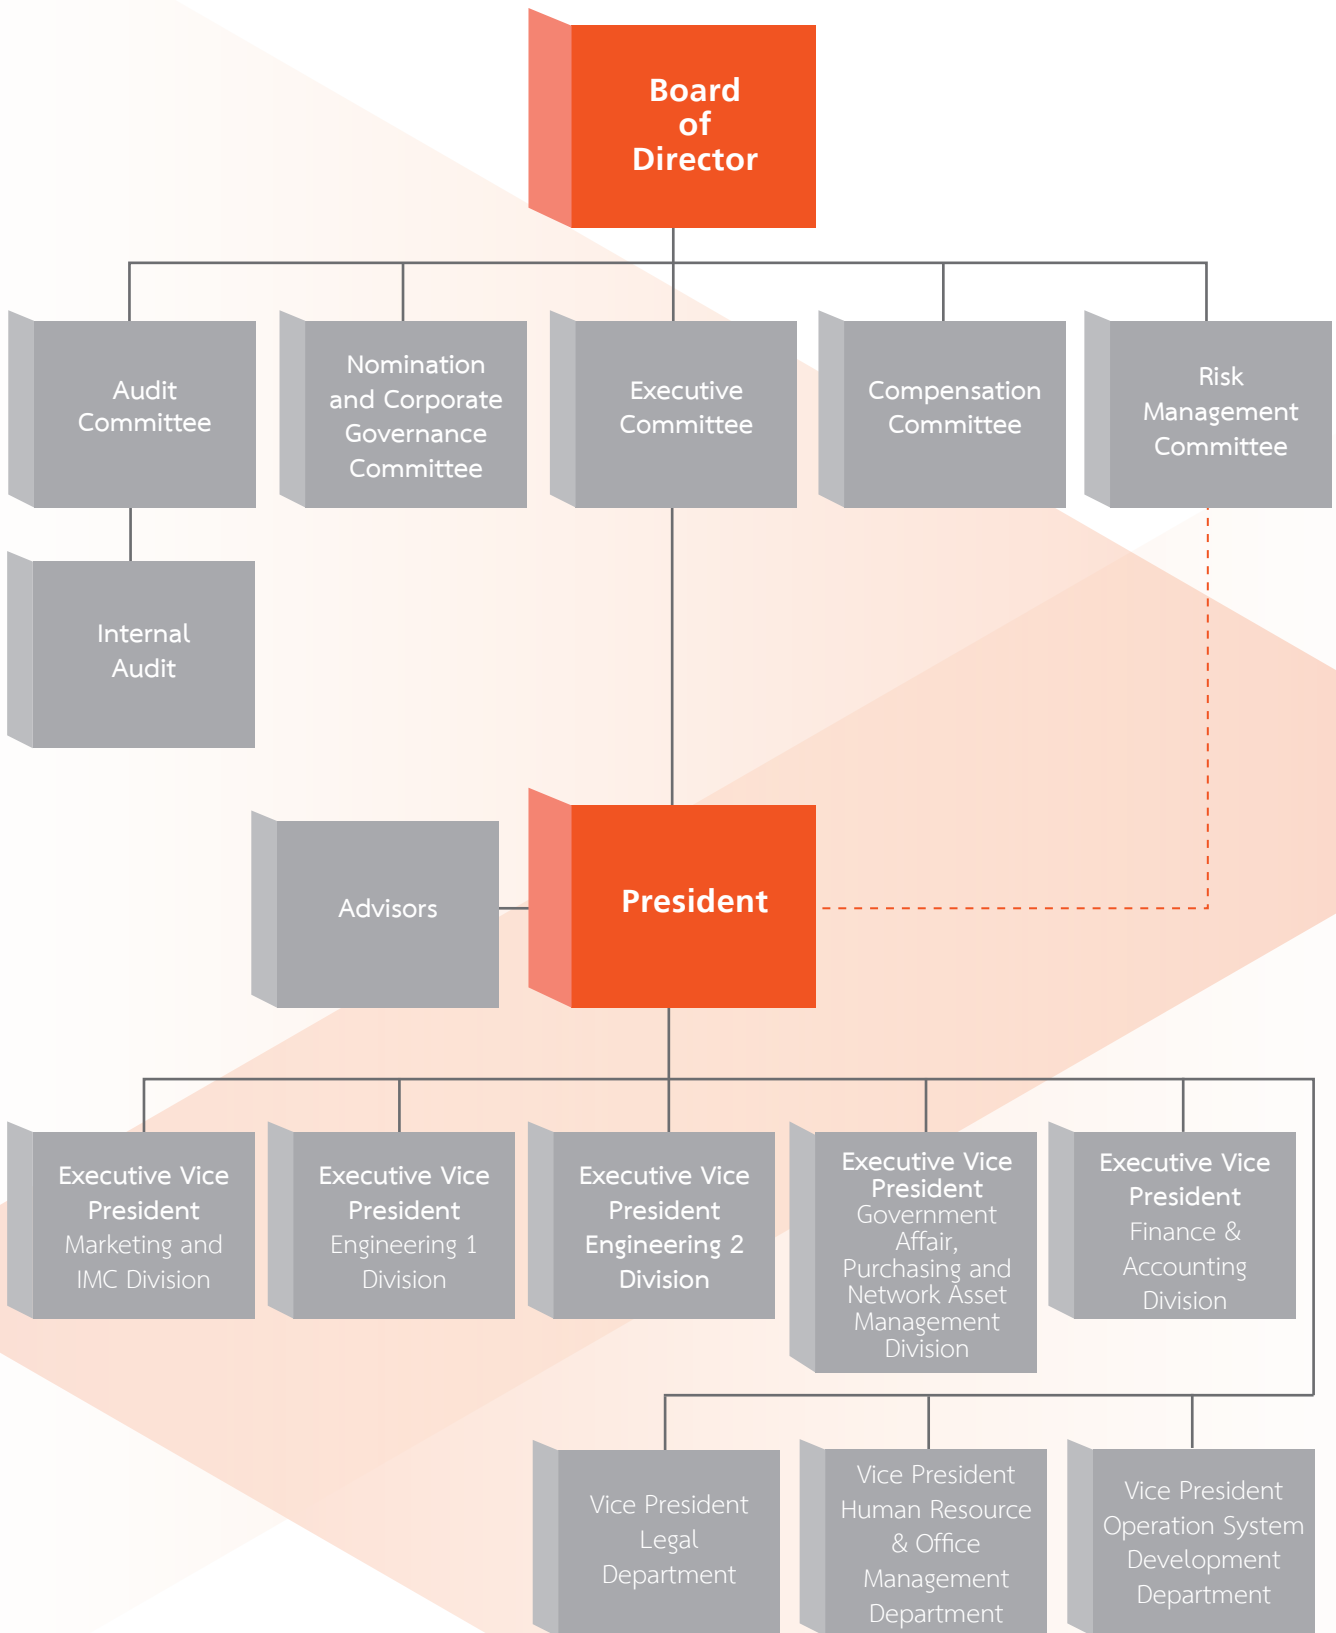 Board
of
Director
Audit
Committee
Nomination
and Corporate
Governance
Committee
Executive
Committee
Compensation
Committee
Risk
Management
Committee
Internal
Audit
Advisors
President
Executive Vice
President
Marketing and
IMC Division
Executive Vice
President
Engineering 1
Division
Executive Vice
President
Engineering 2
Division
Executive Vice
President
Government
Affair,
Purchasing and
Network Asset
Management
Division
Executive Vice
President
Finance &
Accounting
Division
Vice President
Legal
Department
Vice President
Human Resource
& Office
Management
Department
Vice President
Operation System
Development
Department